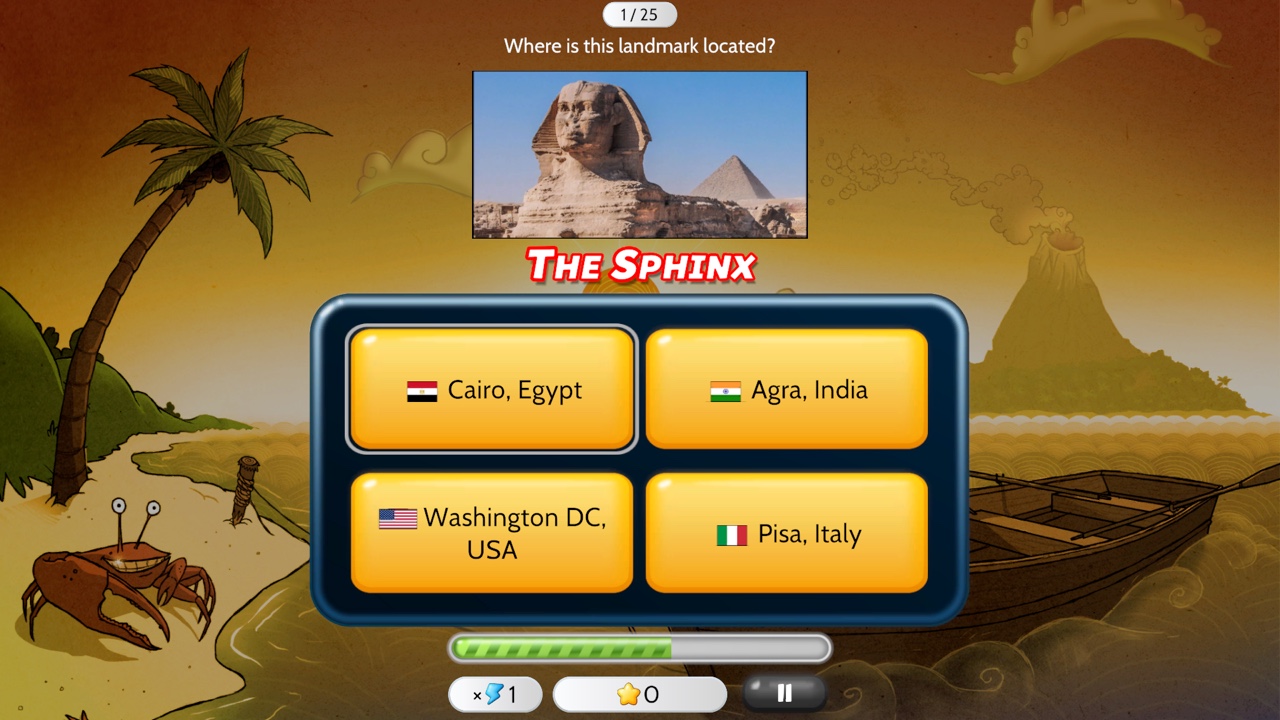 1 / 25
Where is this landmark located?
The Sphinx
Cairo, Egypt
Agra, India
Washington DC,
USA
Pisa, Italy
×1
0